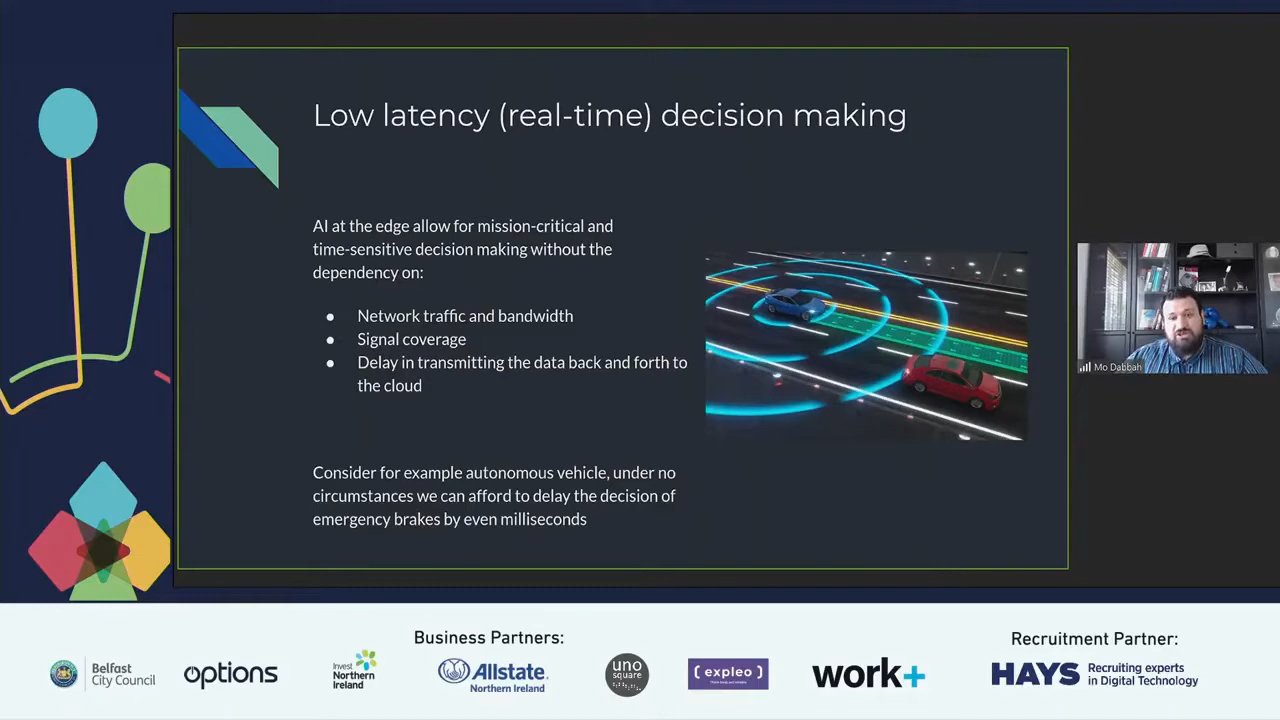 Low latency (real-time) decision making
AI at the edge allow for mission-critical and
time-sensitive decision making without the
dependency on:
● Network traffic and bandwidth
● Signal coverage
● Delay in transmitting the data back and forth to
the cloud
Consider for example autonomous vehicle, under no
circumstances we can afford to delay the decision of
emergency brakes by even milliseconds
Mo Dabbah
Business Partners:
Recruitment Partner:
Belfast
City Council
options
Invest
Northern
Ireland
Allstate
Northern Ireland
uno
square
[expleo]
work+
HAYS
Recruiting experts
in Digital Technology